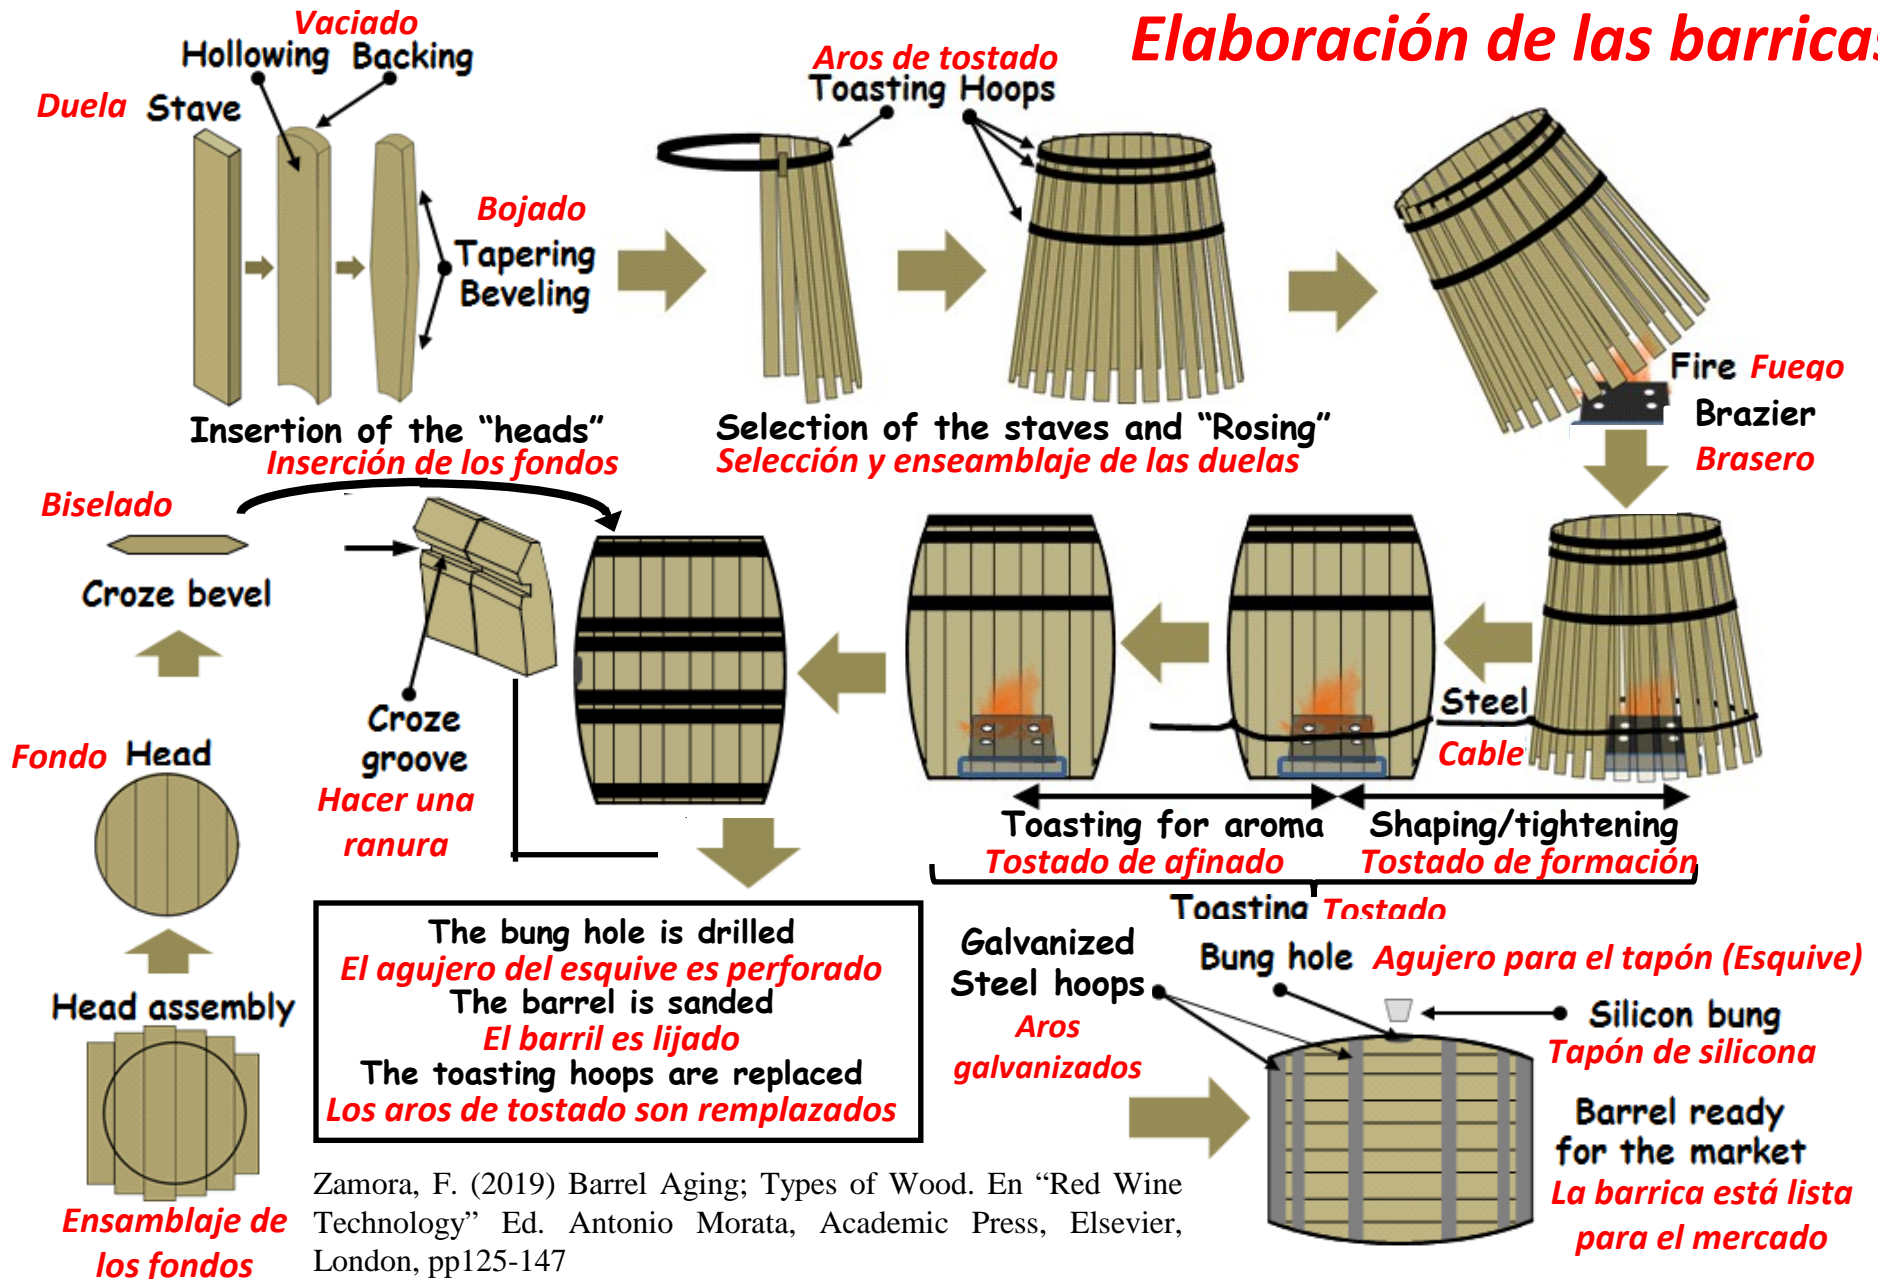 Elaboración de las barricas
Vaciado
Hollowing Backing
Duela Stave
Bojado
Tapering
Beveling
Aros de tostado
Toasting Hoops
Selection of the staves and “Rosing”
Selección y enseamblaje de las duelas
Fire Fuego
Brazier
Brasero
Insertion of the “heads”
Inserción de los fondos
Biselado
Croze bevel
Croze
groove
Hacer una
ranura
Fondo Head
Head assembly
Ensamblaje de
los fondos
Steel
Cable
Toasting for aroma
Tostado de afinado
Shaping/tightening
Tostado de formación
Toasting Tostado
The bung hole is drilled
El agujero del esquive es perforado
The barrel is sanded
El barril es lijado
The toasting hoops are replaced
Los aros de tostado son remplazados
Galvanized
Steel hoops
Aros
galvanizados
Bung hole Agujero para el tapón (Esquive)
Silicon bung
Tapón de silicona
Barrel ready
for the market
La barrica está lista
para el mercado
Zamora, F. (2019) Barrel Aging; Types of Wood. En “Red Wine
Technology” Ed. Antonio Morata, Academic Press, Elsevier,
London, pp125-147